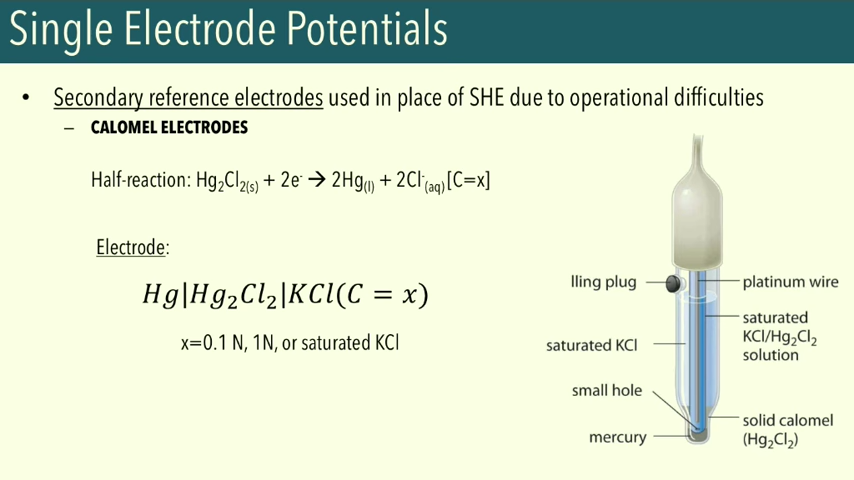 Single Electrode Potentials
• Secondary reference electrodes used in place of SHE due to operational difficulties
– CALOMEL ELECTRODES
Half-reaction: Hg₂Cl₂(s) + 2e⁻ → 2Hg(l) + 2Cl⁻(aq) [C=x]
Electrode:
Hg|Hg₂Cl₂|KCl(C = x)
x=0.1 N, 1N, or saturated KCl
lling plug
platinum wire
saturated
KCl/Hg₂Cl₂
solution
saturated KCl
small hole
solid calomel
(Hg₂Cl₂)
mercury